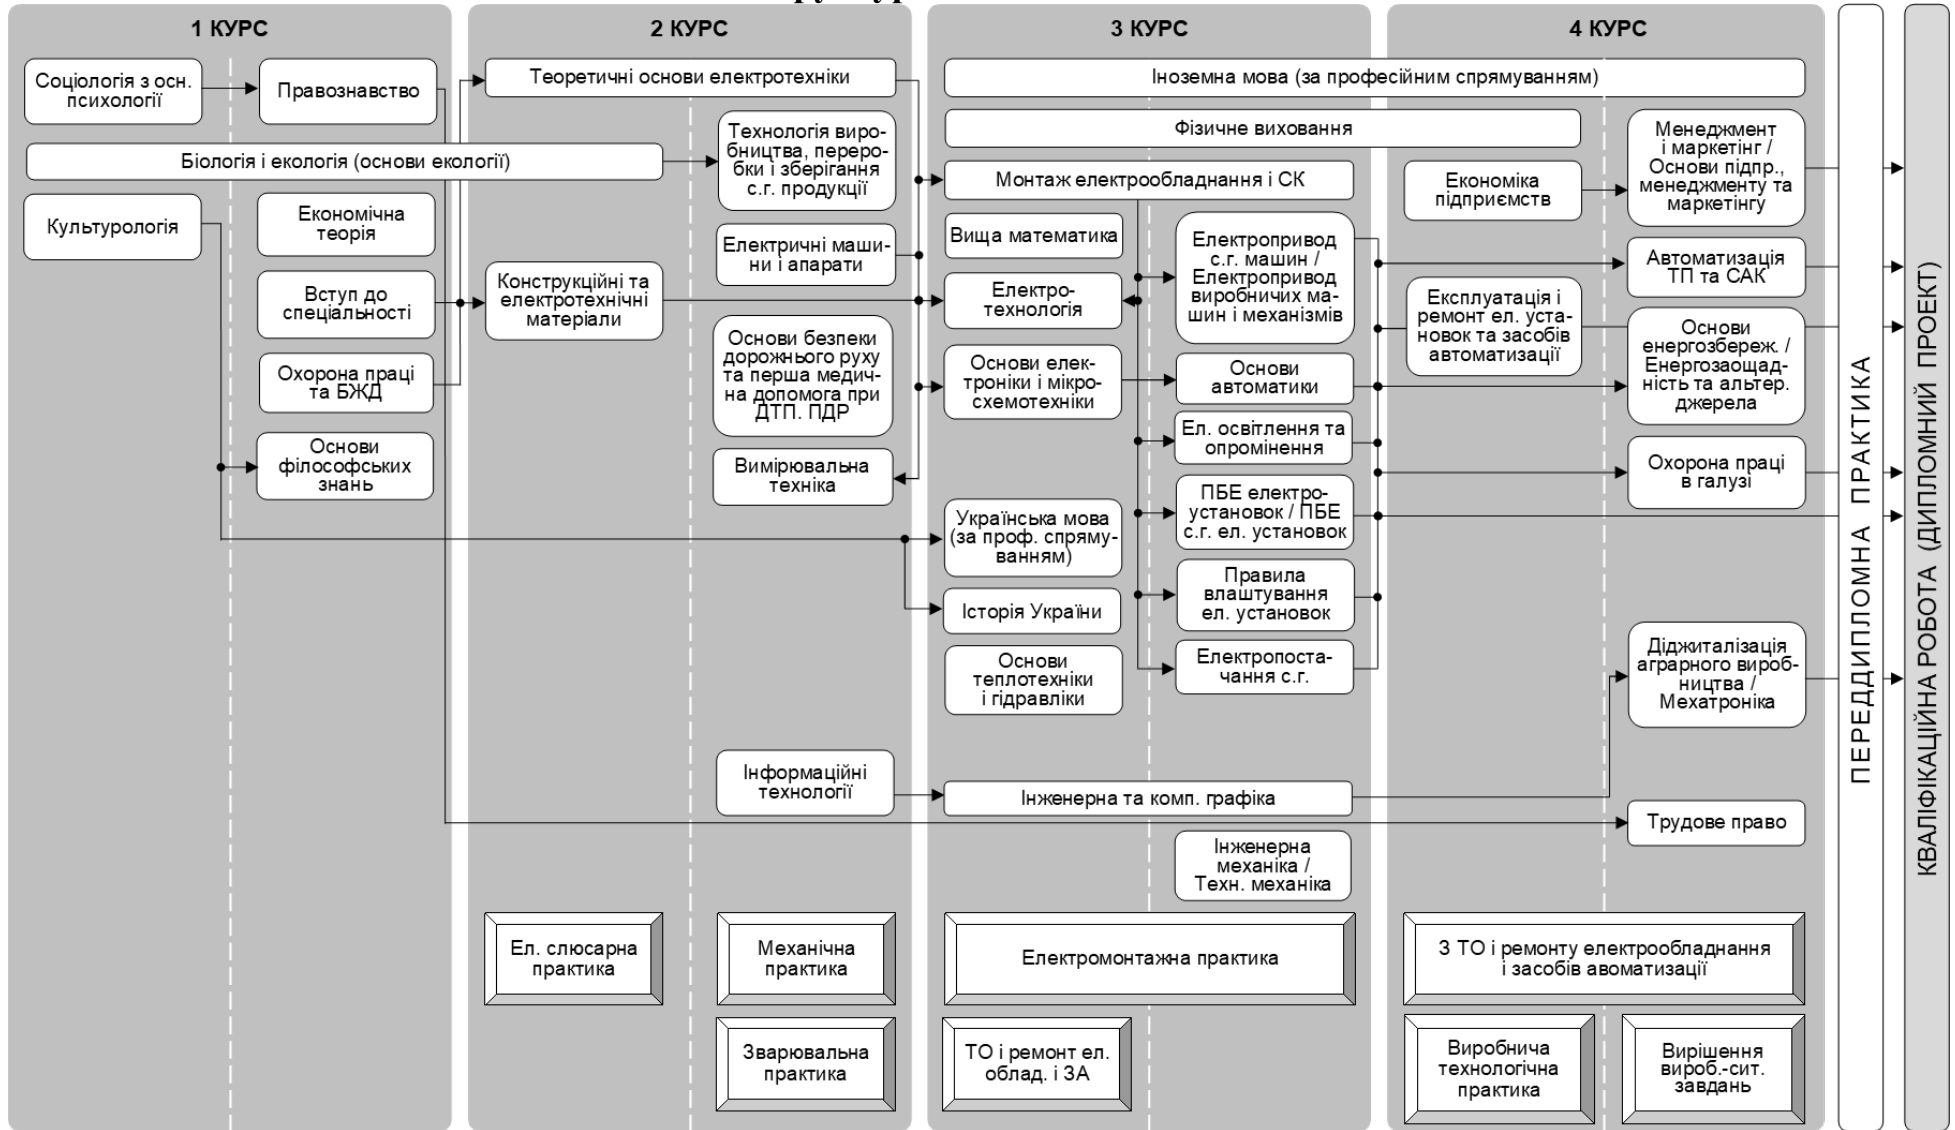 1 КУРС
Соціологія з осн.
психології
Правознавство
Біологія і екологія (основи екології)
Культурологія
Економічна
теорія
Вступ до
спеціальності
Охорона праці
та БЖД
Основи
філософських
знань
2 КУРС
Теоретичні основи електротехніки
Технологія виро-
бництва, переро-
бки і зберігання
с.г. продукції
Електричні маши-
ни і апарати
Конструкційні та
електротехнічні
матеріали
Основи безпеки
дорожнього руху
та перша медич-
на допомога при
ДТП. ПДР
Вимірювальна
техніка
Інформаційні
технології
Ел. слюсарна
практика
Механічна
практика
Зварювальна
практика
3 КУРС
Іноземна мова (за професійним спрямуванням)
Фізичне виховання
Монтаж електрообладнання і СК
Вища математика
Електро-
технологія
Основи елек-
троніки і мікро-
схемотехніки
Українська мова
(за проф. спряму-
ванням)
Історія України
Основи
теплотехніки
і гідравліки
Електропривод
с.г. машин /
Електропривод
виробничих ма-
шин і механізмів
Основи
автоматики
Ел. освітлення та
опромінення
ПБЕ електро-
установок / ПБЕ
с.г. ел. установок
Правила
влаштування
ел. установок
Електропоста-
чання с.г.
Інженерна та комп. графіка
Інженерна
механіка /
Техн. механіка
Електромонтажна практика
ТО і ремонт ел.
облад. і ЗА
4 КУРС
Економіка
підприємств
Менеджмент
і маркетінг /
Основи підпр.,
менеджменту та
маркетінгу
Автоматизація
ТП та САК
Експлуатація і
ремонт ел. уста-
новок та засобів
автоматизації
Основи
енергозбереж. /
Енергозаощад-
ність та альтер.
джерела
Охорона праці
в галузі
Діджиталізація
аграрного вироб-
ництва /
Мехатроніка
Трудове право
З ТО і ремонту електрообладнання
і засобів авоматизації
Виробнича
технологічна
практика
Вирішення
вироб.-сит.
завдань
ПЕРЕДДИПЛОМНА ПРАКТИКА
КВАЛІФІКАЦІЙНА РОБОТА (ДИПЛОМНИЙ ПРОЕКТ)